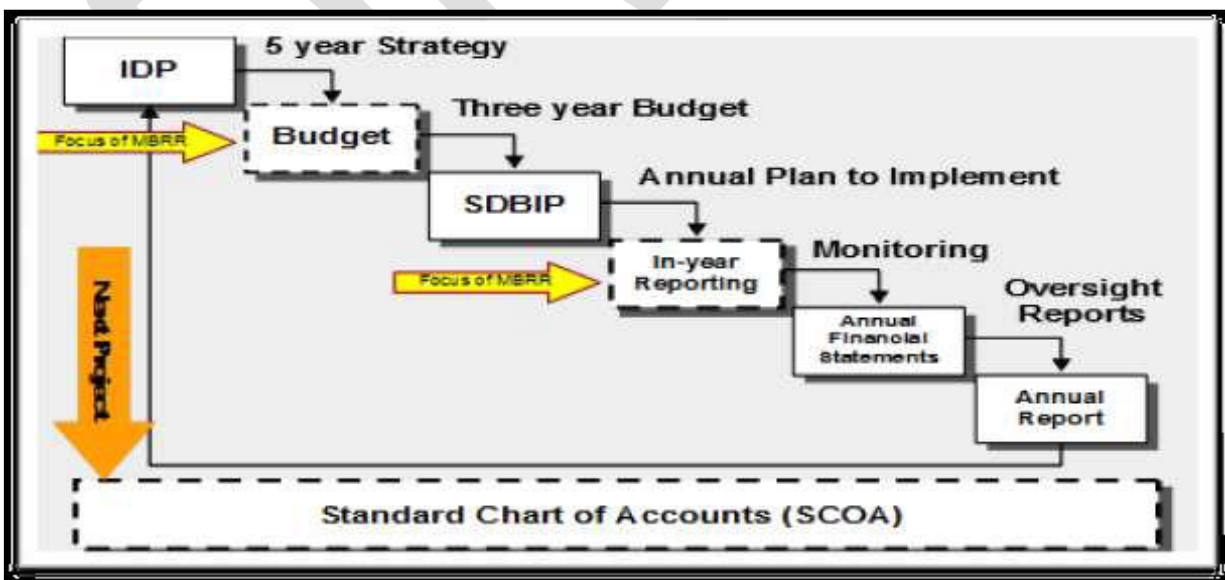 IDP
5 year Strategy
Focus of MBRR
Budget
Three year Budget
SDBIP
Annual Plan to Implement
Focus of MBRR
In-year
Reporting
Monitoring
Annual
Financial
Statements
Oversight
Reports
Annual
Report
Next Project
Standard Chart of Accounts (SCOA)